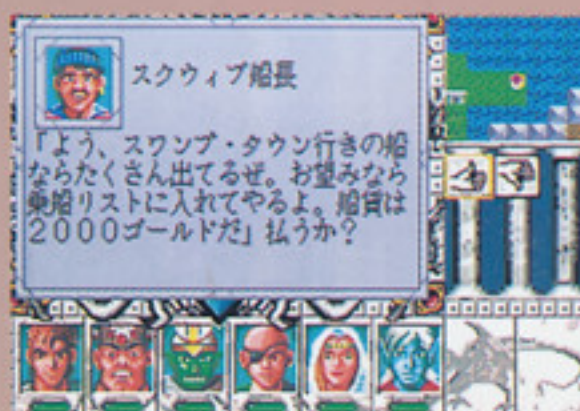 スクウィブ船長
「よう、スワンプ・タウン行きの船
ならたくさん出てるぜ。お望みなら
乗船リストに入れてやるよ。船賃は
2000ゴールドだ」払うか?